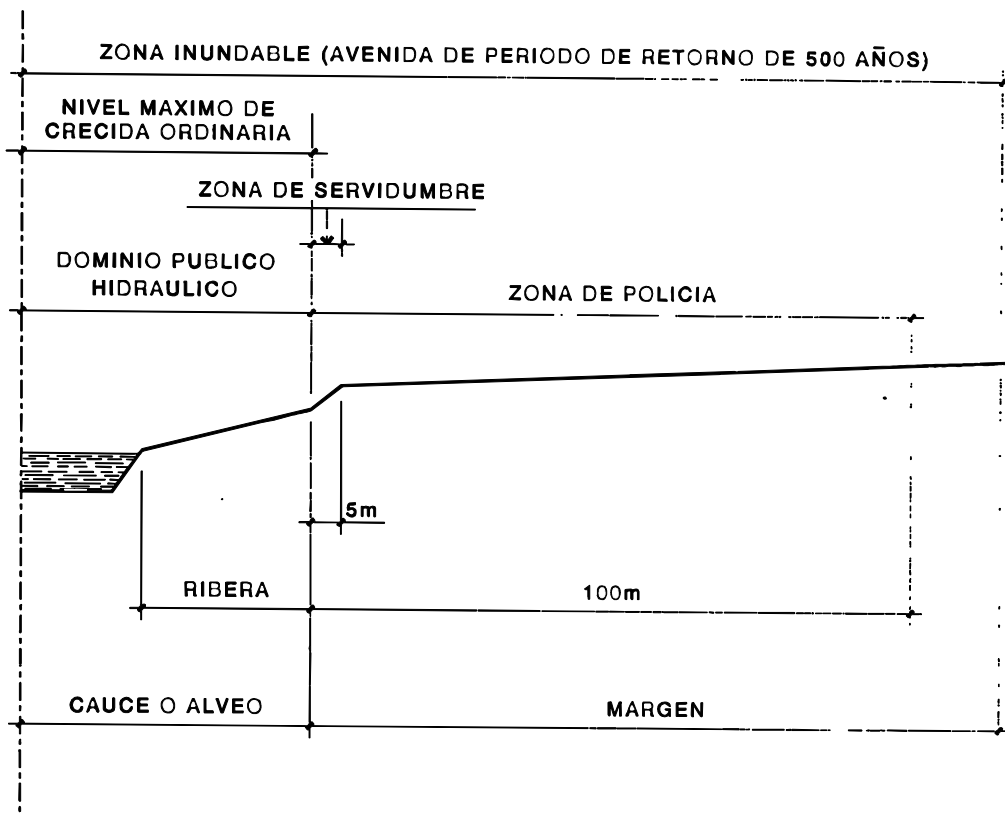 ZONA INUNDABLE (AVENIDA DE PERIODO DE RETORNO DE 500 AÑOS)
NIVEL MAXIMO DE
CRECIDA ORDINARIA
ZONA DE SERVIDUMBRE
DOMINIO PUBLICO
HIDRAULICO
ZONA DE POLICIA
5m
RIBERA
100m
CAUCE O ALVEO
MARGEN